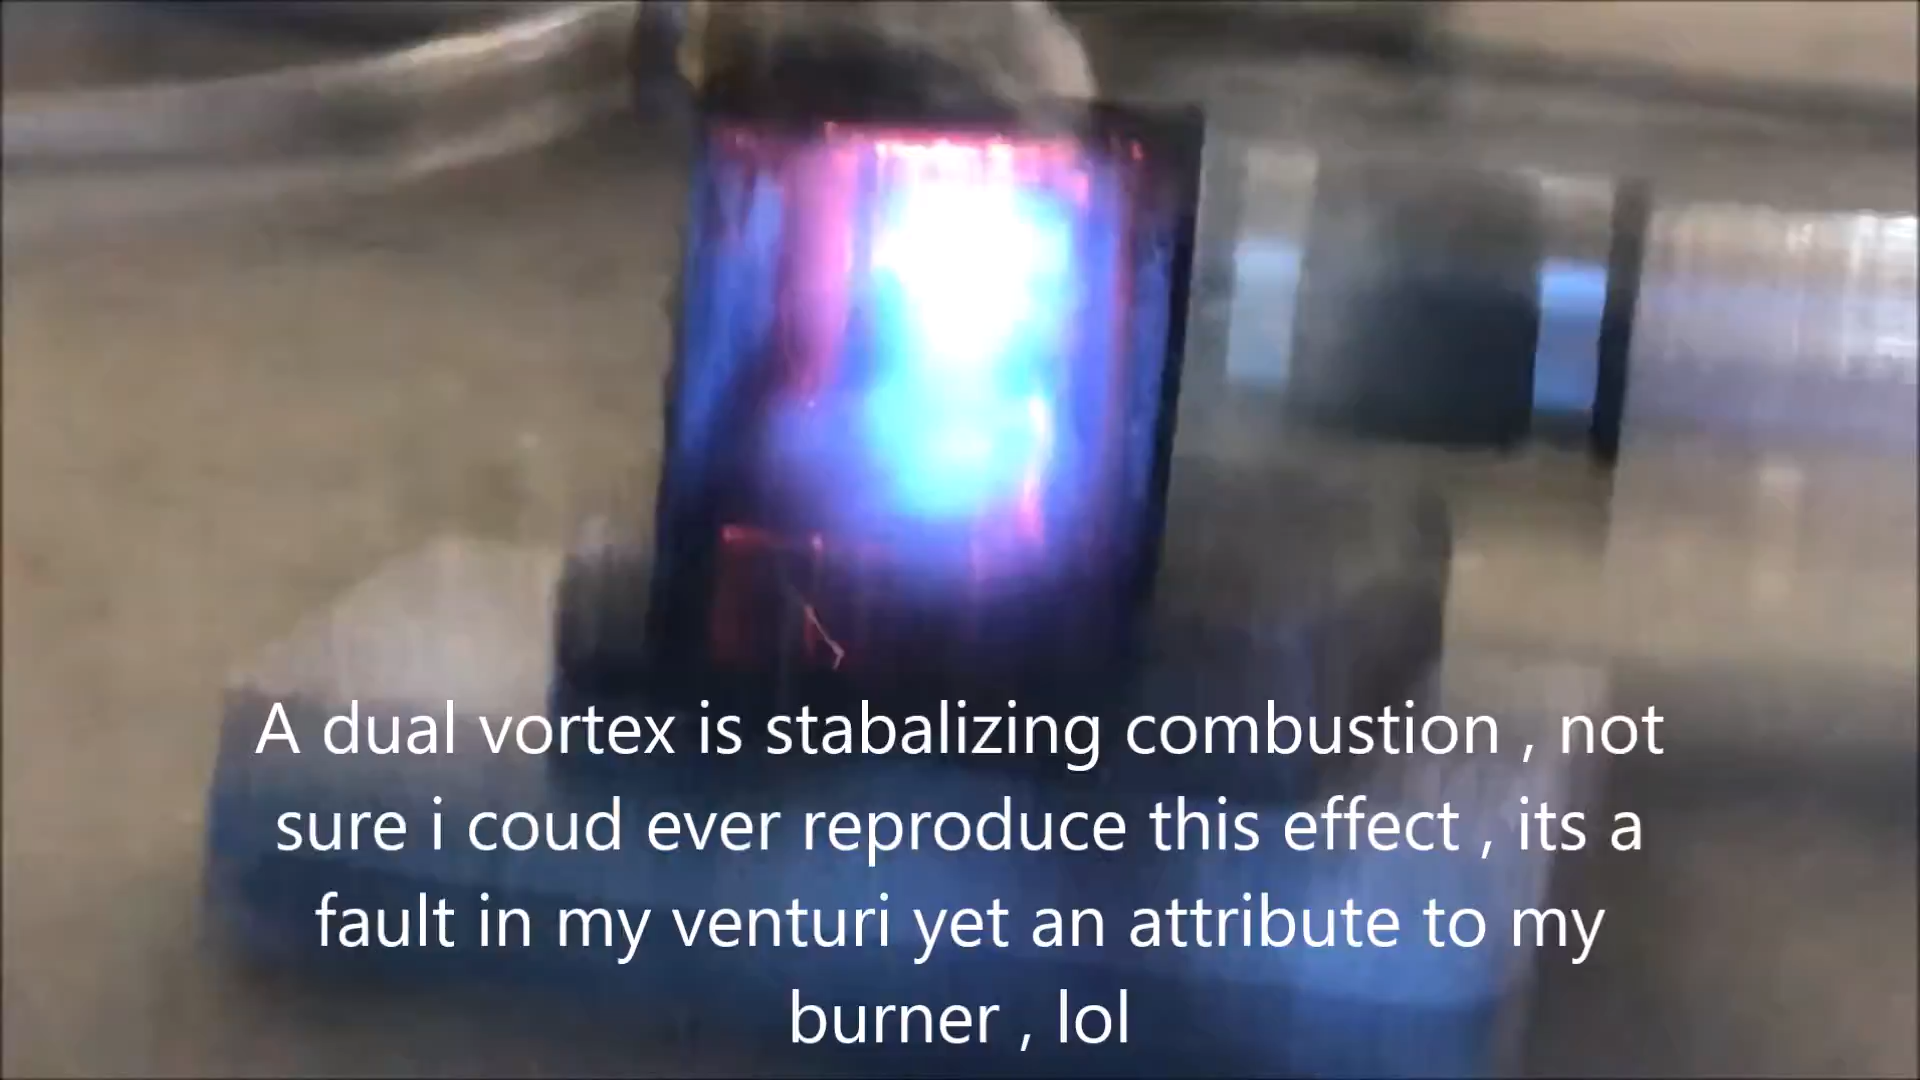 A dual vortex is stabalizing combustion , not
sure i coud ever reproduce this effect , its a
fault in my venturi yet an attribute to my
burner , lol